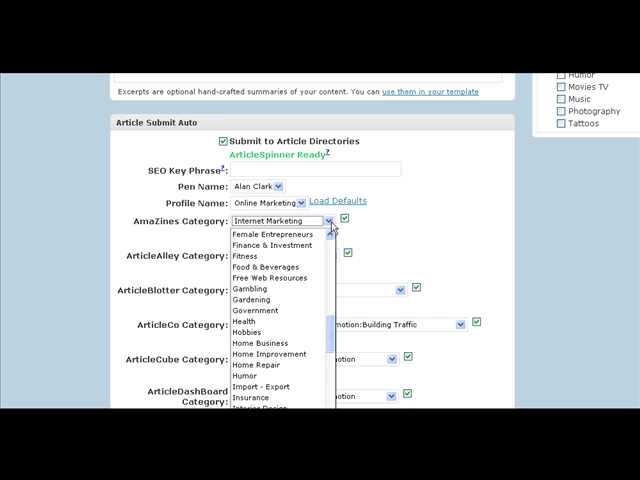 Humor
Movies TV
Music
Photography
Tattoos
Excerpts are optional hand-crafted summaries of your content. You can use them in your template
Article Submit Auto
Submit to Article Directories
ArticleSpinner Ready?
SEO Key Phrase?:
Pen Name: Alan Clark
Profile Name: Online Marketing Load Defaults
AmaZines Category: Internet Marketing
Female Entrepreneurs
Finance & Investment
ArticleAlley Category: Fitness
Food & Beverages
Free Web Resources
ArticleBlotter Category: Gambling
Gardening
Government
ArticleCo Category: Health motion:Building Traffic
Hobbies
Home Business
ArticleCube Category: Home Improvement motion
Home Repair
Humor
Import - Export
ArticleDashBoard Category: Insurance motion
Interior Design